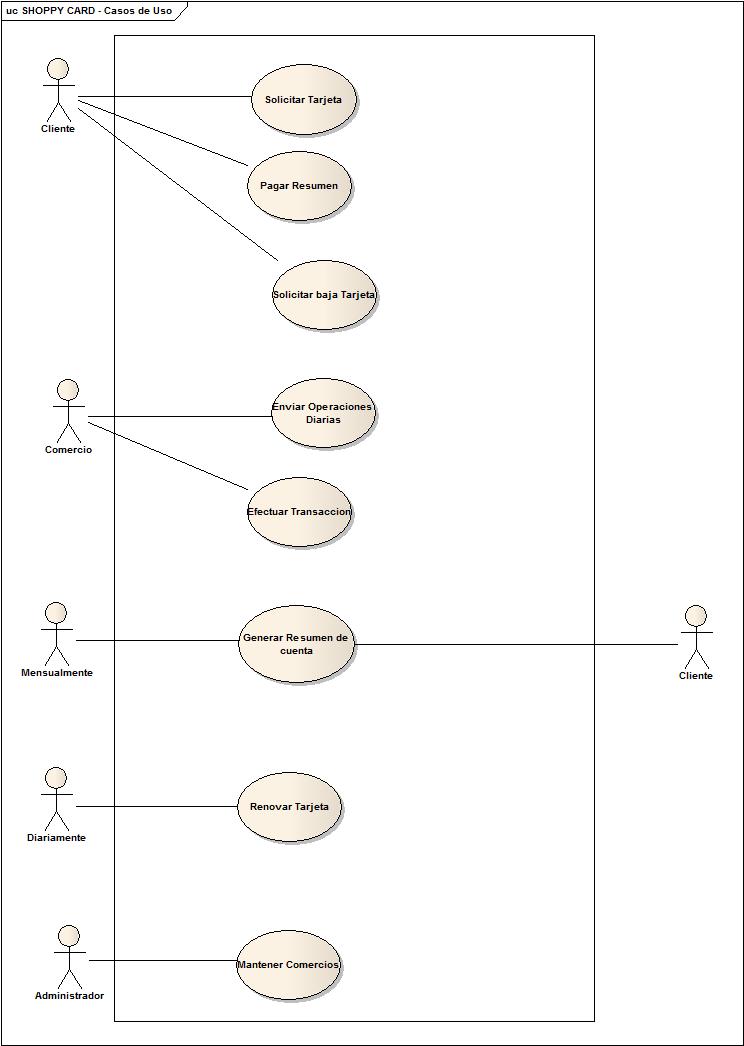 uc SHOPPY CARD - Casos de Uso
Cliente
Solicitar Tarjeta
Pagar Resumen
Solicitar baja Tarjeta
Comercio
Enviar Operaciones
Diarias
Efectuar Transaccion
Mensualmente
Generar Resumen de
cuenta
Cliente
Diariamente
Renovar Tarjeta
Administrador
Mantener Comercios